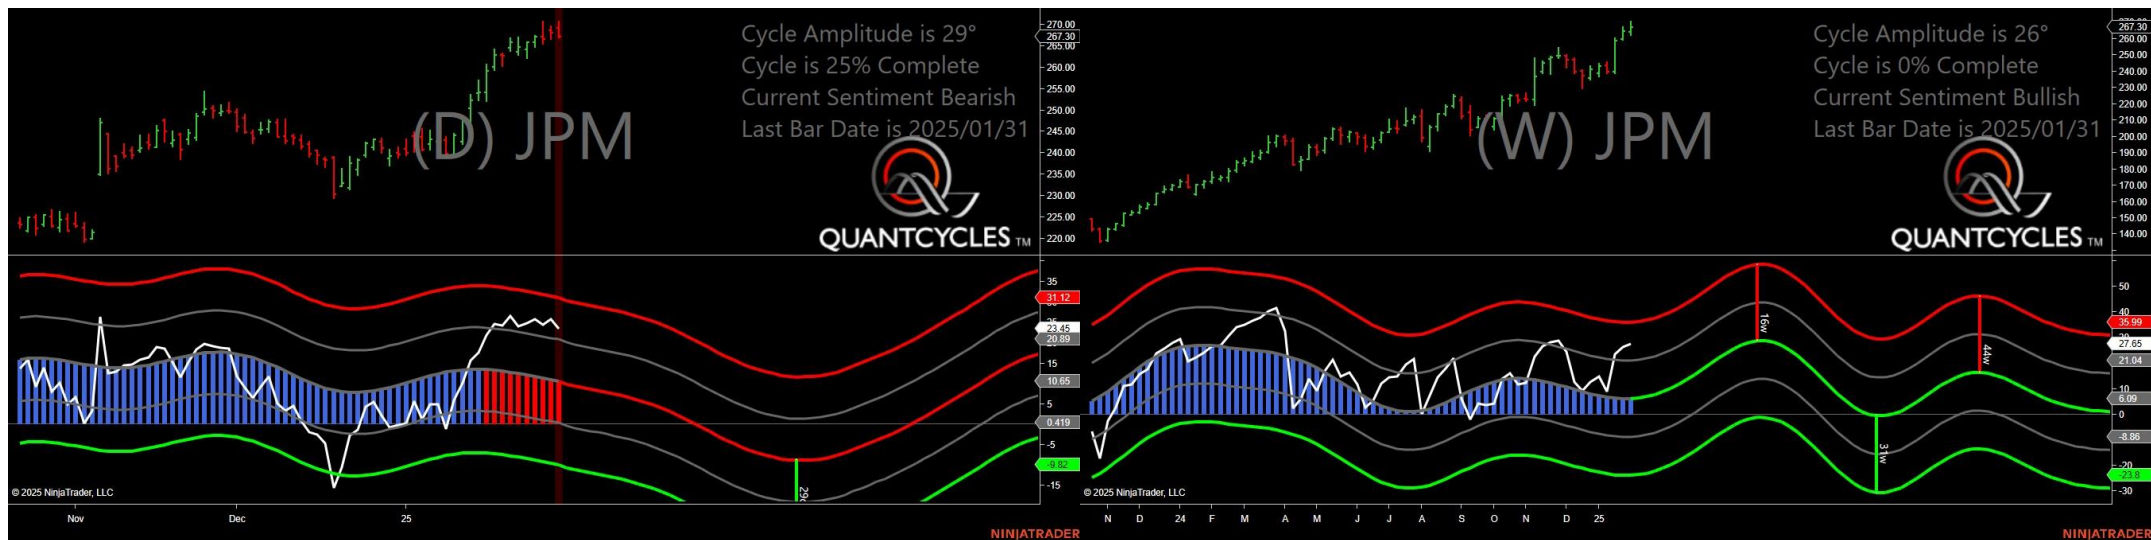 Cycle Amplitude is 29°
Cycle is 25% Complete
Current Sentiment Bearish
Last Bar Date is 2025/01/31
(D) JPM
QUANTCYCLES TM
270.00
267.30
265.00
260.00
255.00
250.00
245.00
240.00
235.00
230.00
225.00
220.00
35
31.12
25
23.45
20.89
15
10.65
5
0.419
-5
-9.82
-15
29d
© 2025 NinjaTrader, LLC
Nov
Dec
25
NINJATRADER
Cycle Amplitude is 26°
Cycle is 0% Complete
Current Sentiment Bullish
Last Bar Date is 2025/01/31
(W) JPM
QUANTCYCLES TM
267.30
260.00
250.00
240.00
230.00
220.00
210.00
200.00
190.00
180.00
170.00
160.00
150.00
140.00
50
40
35.99
30
27.65
21.04
10
6.09
0
-8.86
-20
-23.8
-30
16w
31w
44w
© 2025 NinjaTrader, LLC
N D 24 F M A M J J A S O N D 25
NINJATRADER